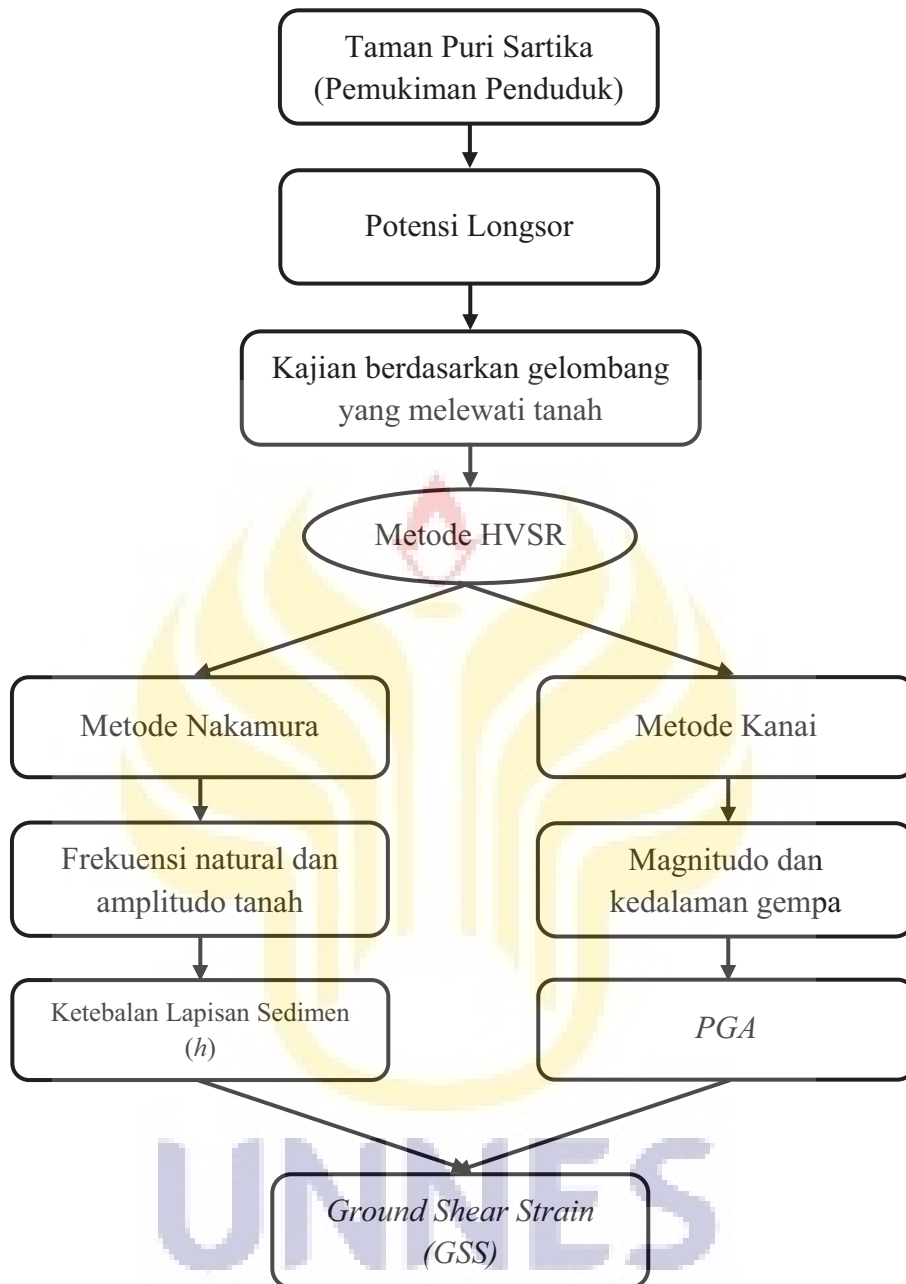 Taman Puri Sartika
(Pemukiman Penduduk)
Potensi Longsor
Kajian berdasarkan gelombang
yang melewati tanah
Metode HVSR
Metode Nakamura
Metode Kanai
Frekuensi natural dan
amplitudo tanah
Magnitudo dan
kedalaman gempa
Ketebalan Lapisan Sedimen
(h)
PGA
Ground Shear Strain
(GSS)
UNNES